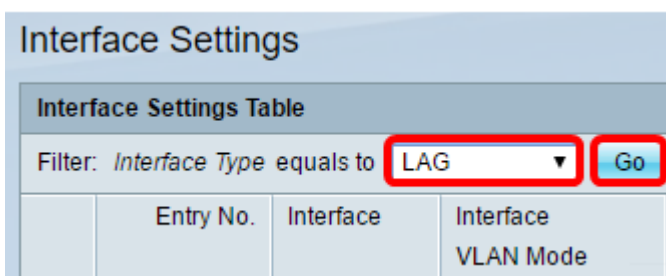 Interface Settings
Interface Settings Table
Filter: Interface Type equals to LAG Go
Entry No. Interface Interface
VLAN Mode